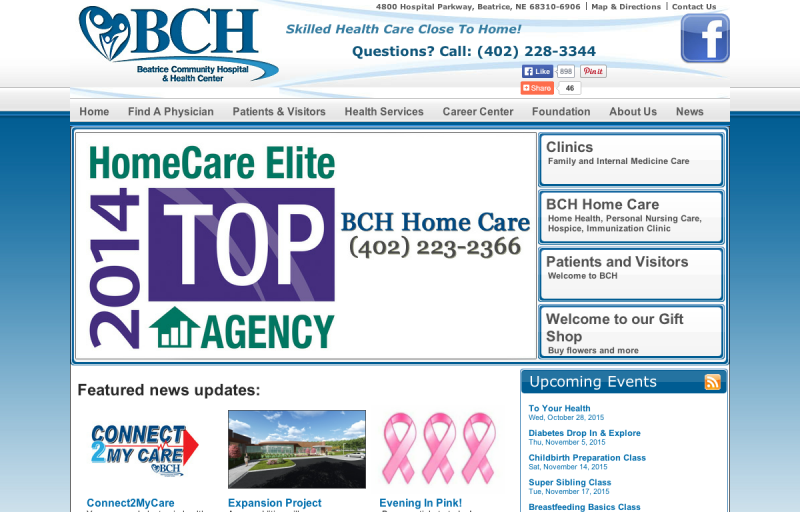 4800 Hospital Parkway, Beatrice, NE 68310-6906 | Map & Directions | Contact Us
BCH
Beatrice Community Hospital
& Health Center
Skilled Health Care Close To Home!
Questions? Call: (402) 228-3344
f
Like 898 Pin it
Share 46
Home Find A Physician Patients & Visitors Health Services Career Center Foundation About Us News
HomeCare Elite
2014
TOP
AGENCY
BCH Home Care
(402) 223-2366
Clinics
Family and Internal Medicine Care
BCH Home Care
Home Health, Personal Nursing Care,
Hospice, Immunization Clinic
Patients and Visitors
Welcome to BCH
Welcome to our Gift
Shop
Buy flowers and more
Featured news updates:
CONNECT
2 MY CARE
BCH
Connect2MyCare
Expansion Project
Evening In Pink!
Upcoming Events
To Your Health
Wed, October 28, 2015
Diabetes Drop In & Explore
Thu, November 5, 2015
Childbirth Preparation Class
Sat, November 14, 2015
Super Sibling Class
Tue, November 17, 2015
Breastfeeding Basics Class